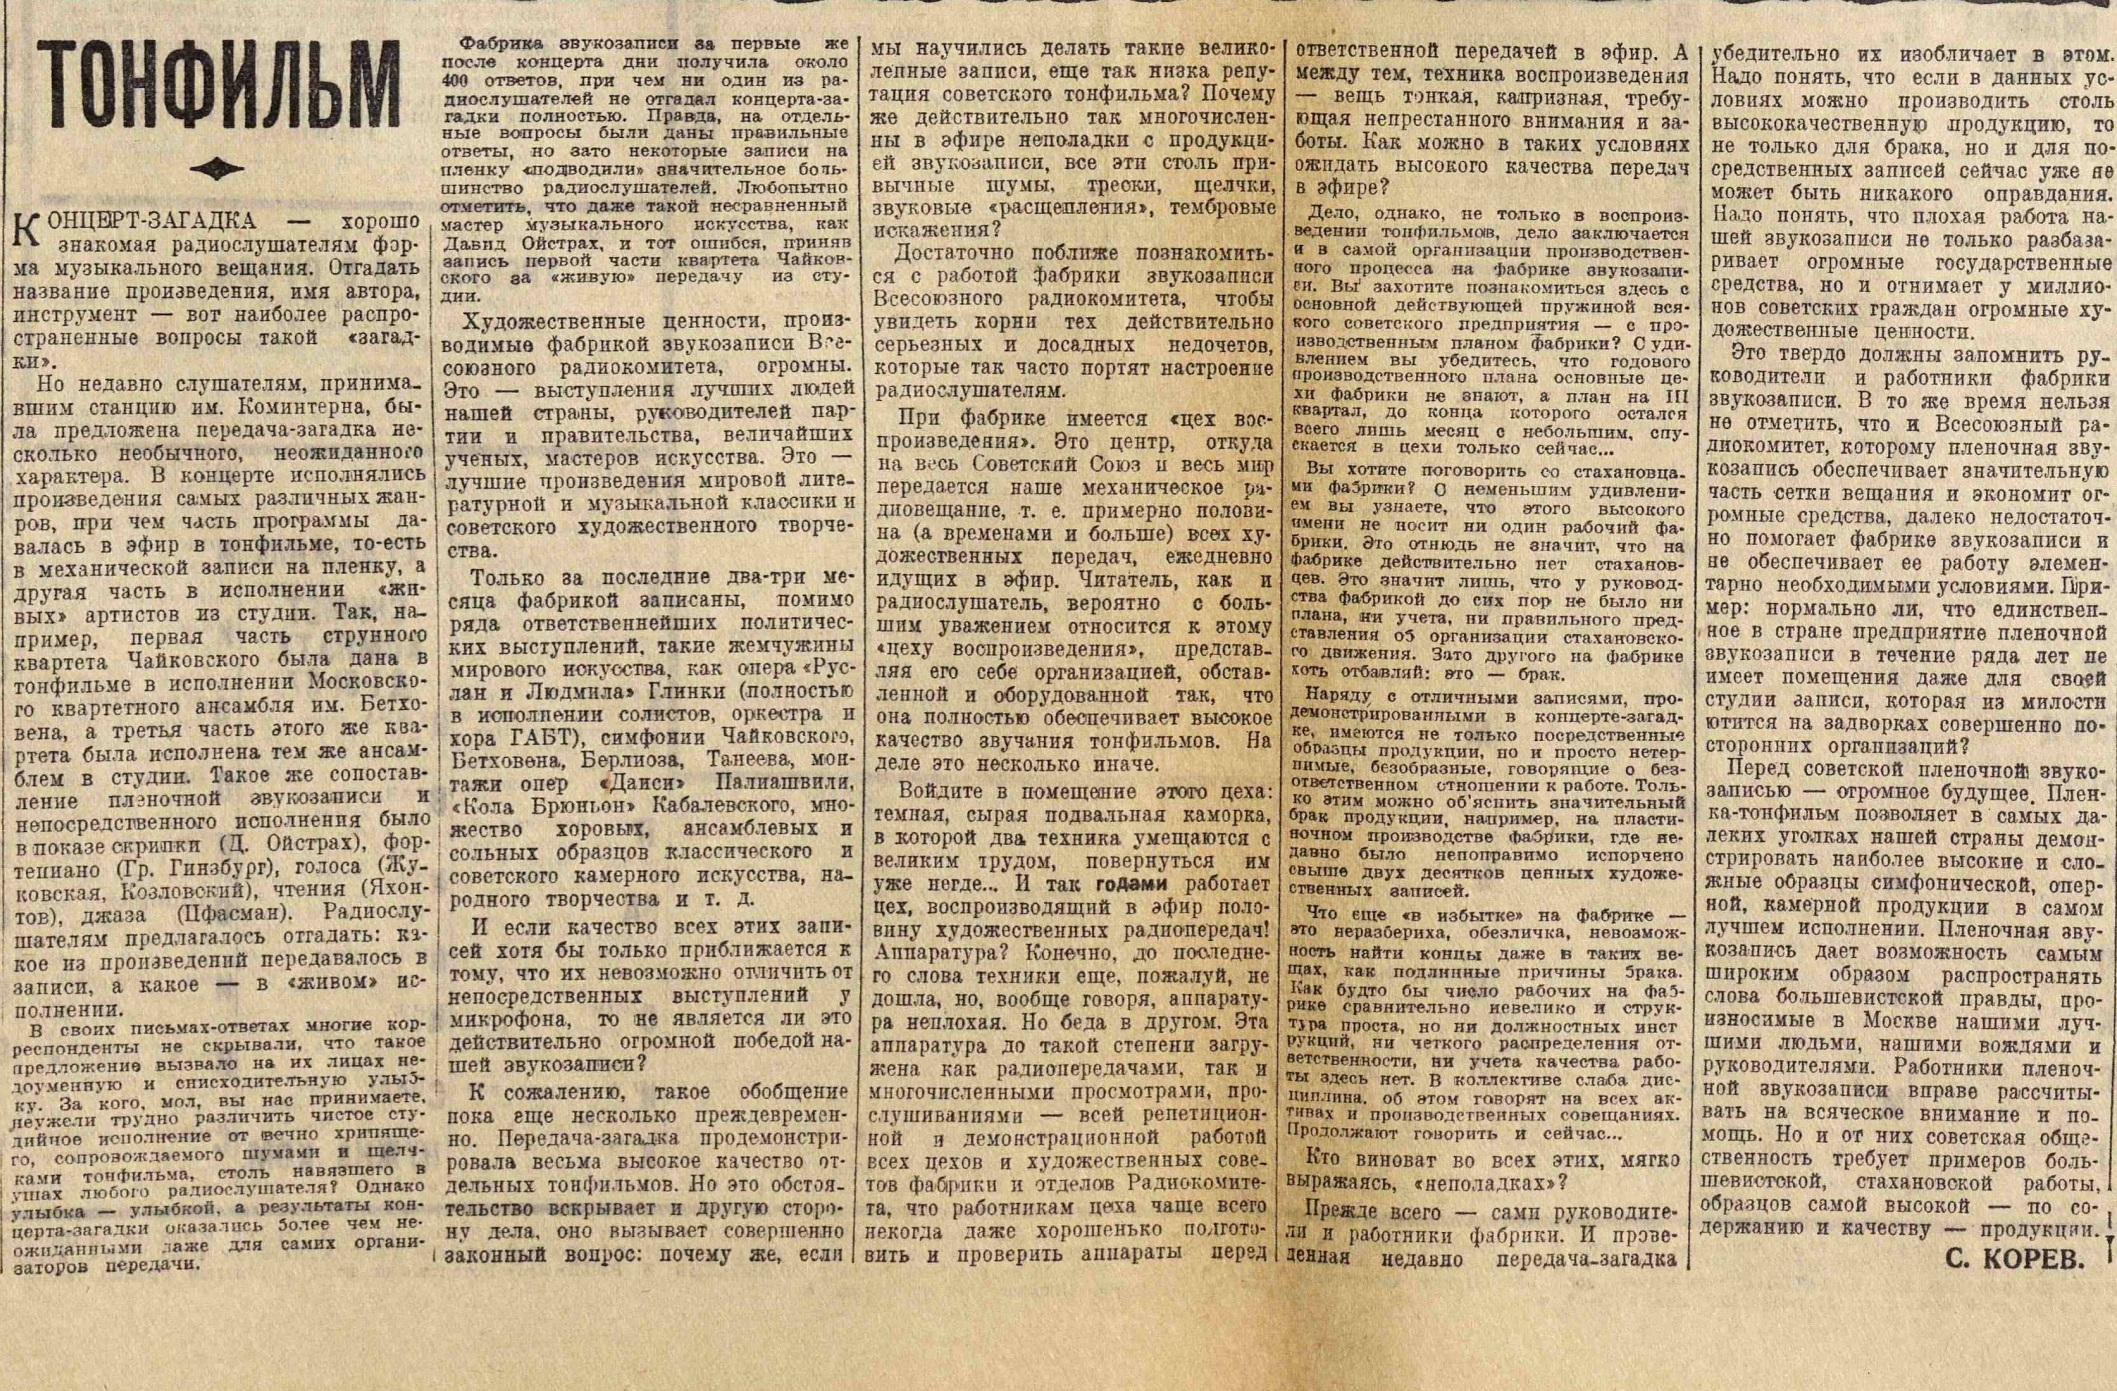 ТОНФИЛЬМ
КОНЦЕРТ-ЗАГАДКА — хорошо
знакомая радиослушателям фор-
ма музыкального вещания. Отгадать
название произведения, имя автора,
инструмент — вот наиболее распро-
страненные вопросы такой «загад-
ки».
Но недавно слушателям, принима-
вшим станцию им. Коминтерна, бы-
ла предложена передача-загадка не-
сколько необычного, неожиданного
характера. В концерте исполнялись
произведения самых различных жан-
ров, при чем часть программы да-
валась в эфир в тонфильме, то-есть
в механической записи на пленку, а
другая часть в исполнении «жи-
вых» артистов из студии. Так, на-
пример, первая часть струнного
квартета Чайковского была дана в
тонфильме в исполнении Московско-
го квартетного ансамбля им. Бетхо-
вена, а третья часть этого же ква-
ртета была исполнена тем же ансам-
блем в студии. Такое же сопостав-
ление пленочной звукозаписи и
непосредственного исполнения было
в показе скрипки (Д. Ойстрах), фор-
тепиано (Гр. Гинзбург), голоса (Жу-
ковская, Козловский), чтения (Яхон-
тов), джаза (Цфасман). Радиослу-
шателям предлагалось отгадать: ка-
кое из произведений передавалось в
записи, а какое — в «живом» ис-
полнении.
В своих письмах-ответах многие кор-
респонденты не скрывали, что такое
предложение вызвало на их лицах не-
доуменную и снисходительную улыб-
ку. За кого, мол, вы нас принимаете,
неужели трудно различить чистое сту-
дийное исполнение от вечно хрипяще-
го, сопровождаемого шумами и щелч-
ками тонфильма, столь навязшего в
ушах любого радиослушателя? Однако
улыбка — улыбкой, а результаты кон-
церта-загадки оказались более чем не-
ожиданными даже для самих органи-
заторов передачи.
Фабрика звукозаписи за первые же
после концерта дни получила около
400 ответов, при чем ни один из ра-
диослушателей не отгадал концерта-за-
гадки полностью. Правда, на отдель-
ные вопросы были даны правильные
ответы, но зато некоторые записи на
пленку «подводили» значительное боль-
шинство радиослушателей. Любопытно
отметить, что даже такой несравненный
мастер музыкального искусства, как
Давид Ойстрах, и тот ошибся, приняв
запись первой части квартета Чайков-
ского за «живую» передачу из сту-
дии.
Художественные ценности, произ-
водимые фабрикой звукозаписи Все-
союзного радиокомитета, огромны.
Это — выступления лучших людей
нашей страны, руководителей пар-
тии и правительства, величайших
ученых, мастеров искусства. Это —
лучшие произведения мировой лите-
ратурной и музыкальной классики и
советского художественного творче-
ства.
Только за последние два-три ме-
сяца фабрикой записаны, помимо
ряда ответственнейших политичес-
ких выступлений, такие жемчужины
мирового искусства, как опера «Рус-
лан и Людмила» Глинки (полностью
в исполнении солистов, оркестра и
хора ГАБТ), симфонии Чайковского,
Бетховена, Берлиоза, Танеева, мон-
тажи опер «Даиси» Палиашвили,
«Кола Брюньон» Кабалевского, мно-
жество хоровых, ансамблевых и
сольных образцов классического и
советского камерного искусства, на-
родного творчества и т. д.
И если качество всех этих запи-
сей хотя бы только приближается к
тому, что их невозможно отличить от
непосредственных выступлений у
микрофона, то не является ли это
действительно огромной победой на-
шей звукозаписи?
К сожалению, такое обобщение
пока еще несколько преждевремен-
но. Передача-загадка продемонстри-
ровала весьма высокое качество от-
дельных тонфильмов. Но это обстоя-
тельство вскрывает и другую сторо-
ну дела, оно вызывает совершенно
законный вопрос: почему же, если
мы научились делать такие велико-
лепные записи, еще так низка репу-
тация советского тонфильма? Почему
же действительно так многочислен-
ны в эфире неполадки с продукци-
ей звукозаписи, все эти столь при-
вычные шумы, трески, щелчки,
звуковые «расщепления», тембровые
искажения?
Достаточно поближе познакомить-
ся с работой фабрики звукозаписи
Всесоюзного радиокомитета, чтобы
увидеть корни тех действительно
серьезных и досадных недочетов,
которые так часто портят настроение
радиослушателям.
При фабрике имеется «цех вос-
произведения». Это центр, откуда
на весь Советский Союз и весь мир
передается наше механическое ра-
диовещание, т. е. примерно полови-
на (а временами и больше) всех ху-
дожественных передач, ежедневно
идущих в эфир. Читатель, как и
радиослушатель, вероятно с боль-
шим уважением относится к этому
«цеху воспроизведения», представ-
ляя его себе организацией, обстав-
ленной и оборудованной так, что
она полностью обеспечивает высокое
качество звучания тонфильмов. На
деле это несколько иначе.
Войдите в помещение этого цеха:
темная, сырая подвальная каморка,
в которой два техника умещаются с
великим трудом, повернуться им
уже негде... И так годами работает
цех, воспроизводящий в эфир поло-
вину художественных радиопередач!
Аппаратура? Конечно, до последне-
го слова техники еще, пожалуй, не
дошла, но, вообще говоря, аппарату-
ра неплохая. Но беда в другом. Эта
аппаратура до такой степени загру-
жена как радиопередачами, так и
многочисленными просмотрами, про-
слушиваниями — всей репетицион-
ной и демонстрационной работой
всех цехов и художественных сове-
тов фабрики и отделов Радиокомите-
та, что работникам цеха чаще всего
некогда даже хорошенько подгото-
вить и проверить аппараты перед
ответственной передачей в эфир. А
между тем, техника воспроизведения
— вещь тонкая, капризная, требу-
ющая непрестанного внимания и за-
боты. Как можно в таких условиях
ожидать высокого качества передач
в эфире?
Дело, однако, не только в воспроиз-
ведении тонфильмов, дело заключается
и в самой организации производствен-
ного процесса на фабрике звукозапи-
си. Вы захотите познакомиться здесь с
основной действующей пружиной вся-
кого советского предприятия — с про-
изводственным планом фабрики? С уди-
влением вы убедитесь, что годового
производственного плана основные це-
хи фабрики не знают, а план на III
квартал, до конца которого остался
всего лишь месяц с небольшим, спу-
скается в цехи только сейчас...
Вы хотите поговорить со стахановца-
ми фабрики? С неменьшим удивлени-
ем вы узнаете, что этого высокого
имени не носит ни один рабочий фа-
брики. Это отнюдь не значит, что на
фабрике действительно нет стаханов-
цев. Это значит лишь, что у руковод-
ства фабрикой до сих пор не было ни
плана, ни учета, ни правильного пред-
ставления об организации стахановско-
го движения. Зато другого на фабрике
хоть отбавляй: это — брак.
Наряду с отличными записями, про-
демонстрированными в концерте-загад-
ке, имеются не только посредственные
образцы продукции, но и просто нетер-
пимые, безобразные, говорящие о без-
ответственном отношении к работе. Толь-
ко этим можно об'яснить значительный
брак продукции, например, на пласти-
ночном производстве фабрики, где не-
давно было непоправимо испорчено
свыше двух десятков ценных художе-
ственных записей.
Что еще «в избытке» на фабрике —
это неразбериха, обезличка, невозмож-
ность найти концы даже в таких ве-
щах, как подлинные причины брака.
Как будто бы число рабочих на фаб-
рике сравнительно невелико и струк-
тура проста, но ни должностных инст
рукций, ни четкого распределения от-
ветственности, ни учета качества рабо-
ты здесь нет. В коллективе слаба дис-
циплина, об этом говорят на всех ак-
тивах и производственных совещаниях.
Продолжают говорить и сейчас...
Кто виноват во всех этих, мягко
выражаясь, «неполадках»?
Прежде всего — сами руководите-
ли и работники фабрики. И прове-
денная недавно передача-загадка
убедительно их изобличает в этом.
Надо понять, что если в данных ус-
ловиях можно производить столь
высококачественную продукцию, то
не только для брака, но и для по-
средственных записей сейчас уже не
может быть никакого оправдания.
Надо понять, что плохая работа на-
шей звукозаписи не только разбаза-
ривает огромные государственные
средства, но и отнимает у миллио-
нов советских граждан огромные ху-
дожественные ценности.
Это твердо должны запомнить ру-
ководители и работники фабрики
звукозаписи. В то же время нельзя
не отметить, что и Всесоюзный ра-
диокомитет, которому пленочная зву-
козапись обеспечивает значительную
часть сетки вещания и экономит ог-
ромные средства, далеко недостаточ-
но помогает фабрике звукозаписи и
не обеспечивает ее работу элемен-
тарно необходимыми условиями. При-
мер: нормально ли, что единствен-
ное в стране предприятие пленочной
звукозаписи в течение ряда лет не
имеет помещения даже для своей
студии записи, которая из милости
ютится на задворках совершенно по-
сторонних организаций?
Перед советской пленочной звуко-
записью — огромное будущее. Плен-
ка-тонфильм позволяет в самых да-
леких уголках нашей страны демон-
стрировать наиболее высокие и сло-
жные образцы симфонической, опер-
ной, камерной продукции в самом
лучшем исполнении. Пленочная зву-
козапись дает возможность самым
широким образом распространять
слова большевистской правды, про-
износимые в Москве нашими луч-
шими людьми, нашими вождями и
руководителями. Работники пленоч-
ной звукозаписи вправе рассчиты-
вать на всяческое внимание и по-
мощь. Но и от них советская обще-
ственность требует примеров боль-
шевистской, стахановской работы,
образцов самой высокой — по со-
держанию и качеству — продукции.
С. КОРЕВ.